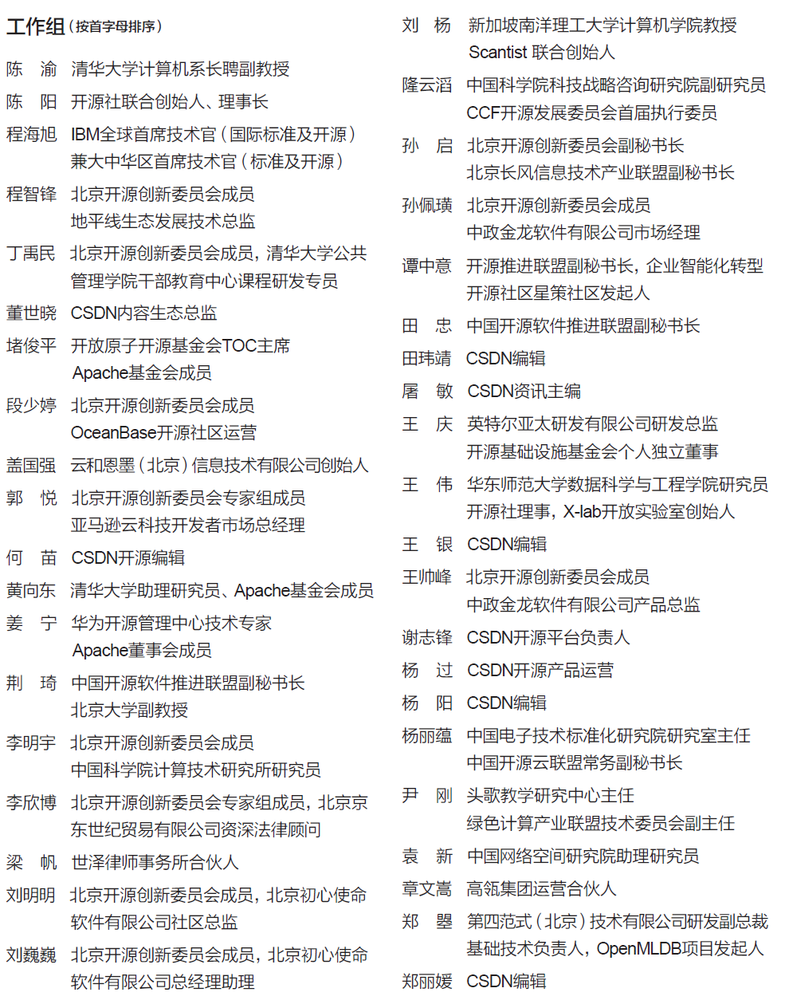 工作组（按首字母排序）
陈　渝　清华大学计算机系长聘副教授
陈　阳　开源社联合创始人、理事长
程海旭　IBM全球首席技术官（国际标准及开源）
兼大中华区首席技术官（标准及开源）
程智锋　北京开源创新委员会成员
地平线生态发展技术总监
丁禹民　北京开源创新委员会成员，清华大学公共
管理学院干部教育中心课程研发专员
董世晓　CSDN内容生态总监
堵俊平　开放原子开源基金会TOC主席
Apache基金会成员
段少婷　北京开源创新委员会成员
OceanBase开源社区运营
盖国强　云和恩墨（北京）信息技术有限公司创始人
郭　悦　北京开源创新委员会专家组成员
亚马逊云科技开发者市场总经理
何　苗　CSDN开源编辑
黄向东　清华大学助理研究员、Apache基金会成员
姜　宁　华为开源管理中心技术专家
Apache董事会成员
荆　琦　中国开源软件推进联盟副秘书长
北京大学副教授
李明宇　北京开源创新委员会成员
中国科学院计算技术研究所研究员
李欣博　北京开源创新委员会专家组成员，北京京
东世纪贸易有限公司资深法律顾问
梁　帆　世泽律师事务所合伙人
刘明明　北京开源创新委员会成员，北京初心使命
软件有限公司社区总监
刘巍巍　北京开源创新委员会成员，北京初心使命
软件有限公司总经理助理
刘　杨　新加坡南洋理工大学计算机学院教授
Scantist 联合创始人
隆云滔　中国科学院科技战略咨询研究院副研究员
CCF开源发展委员会首届执行委员
孙　启　北京开源创新委员会副秘书长
北京长风信息技术产业联盟副秘书长
孙佩璜　北京开源创新委员会成员
中政金龙软件有限公司市场经理
谭中意　开源推进联盟副秘书长，企业智能化转型
开源社区星策社区发起人
田　忠　中国开源软件推进联盟副秘书长
田玮靖　CSDN编辑
屠　敏　CSDN资讯主编
王　庆　英特尔亚太研发有限公司研发总监
开源基础设施基金会个人独立董事
王　伟　华东师范大学数据科学与工程学院研究员
开源社理事，X-lab开放实验室创始人
王　银　CSDN编辑
王帅峰　北京开源创新委员会成员
中政金龙软件有限公司产品总监
谢志锋　CSDN开源平台负责人
杨　过　CSDN开源产品运营
杨　阳　CSDN编辑
杨丽蕴　中国电子技术标准化研究院研究室主任
中国开源云联盟常务副秘书长
尹　刚　头歌教学研究中心主任
绿色计算产业联盟技术委员会副主任
袁　新　中国网络空间研究院助理研究员
章文嵩　高瓴集团运营合伙人
郑　曌　第四范式（北京）技术有限公司研发副总裁
基础技术负责人，OpenMLDB项目发起人
郑丽媛　CSDN编辑